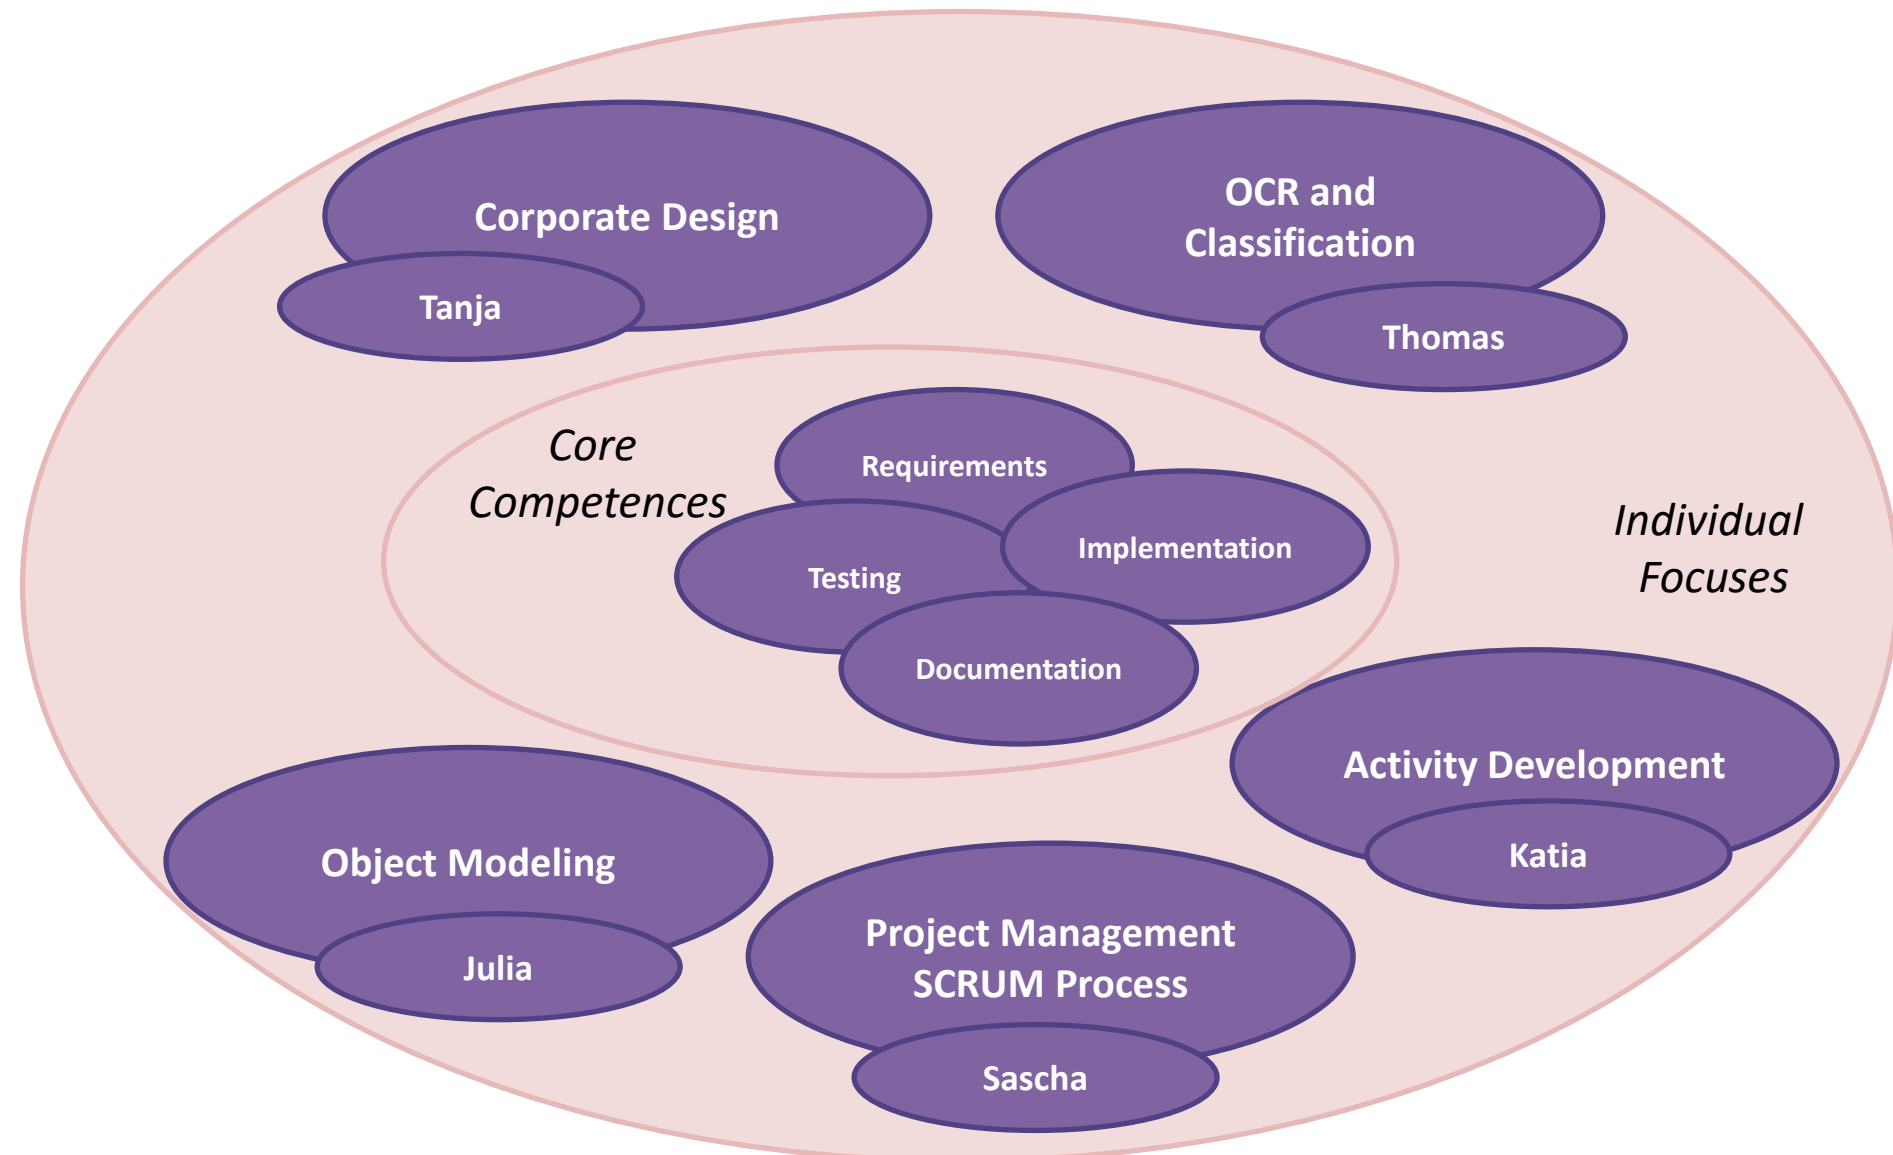 Corporate Design
Tanja
OCR and
Classification
Thomas
Core
Competences
Requirements
Implementation
Testing
Documentation
Individual
Focuses
Activity Development
Katia
Object Modeling
Julia
Project Management
SCRUM Process
Sascha